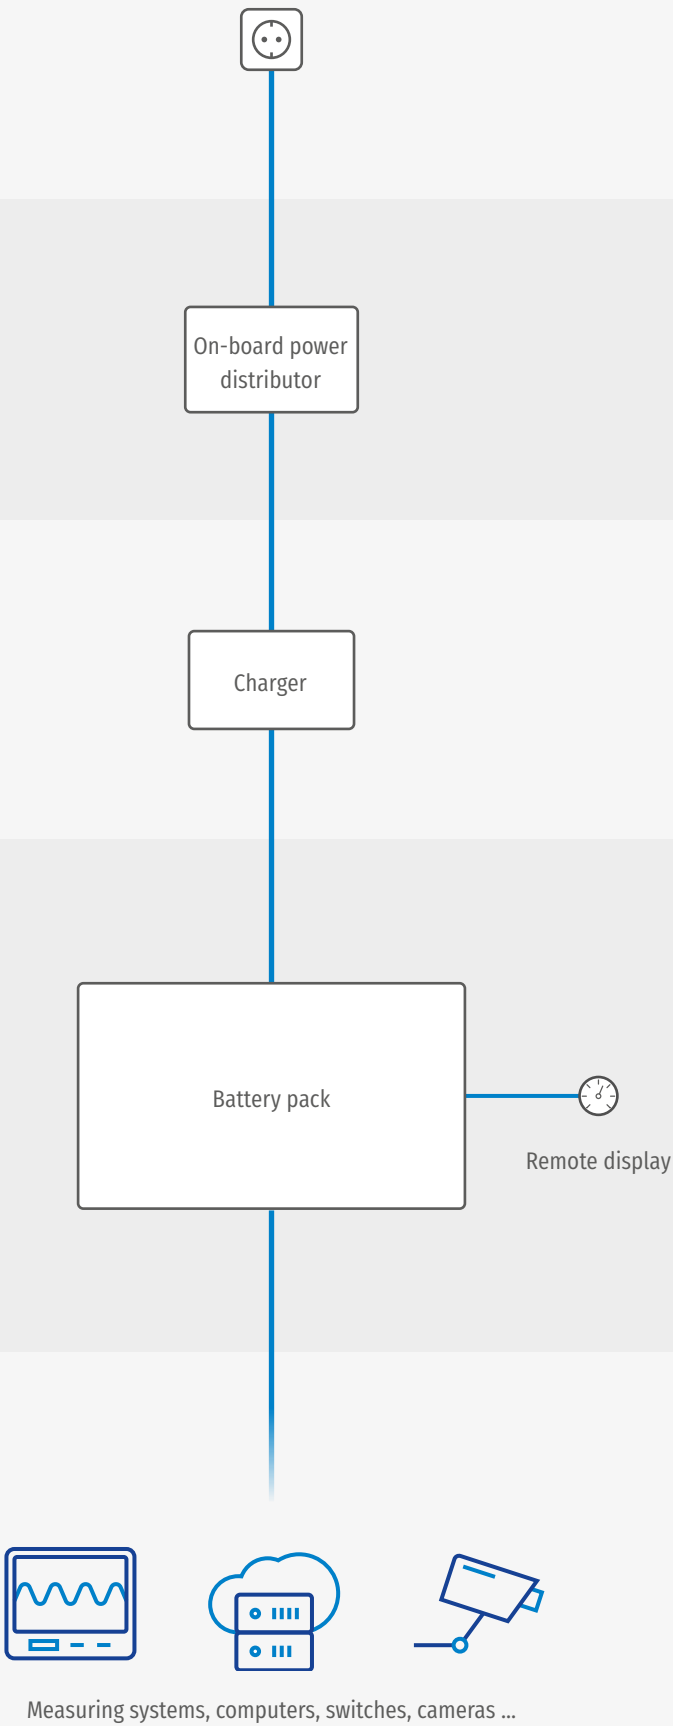 On-board power
distributor
Charger
Battery pack
Remote display
Measuring systems, computers, switches, cameras ...